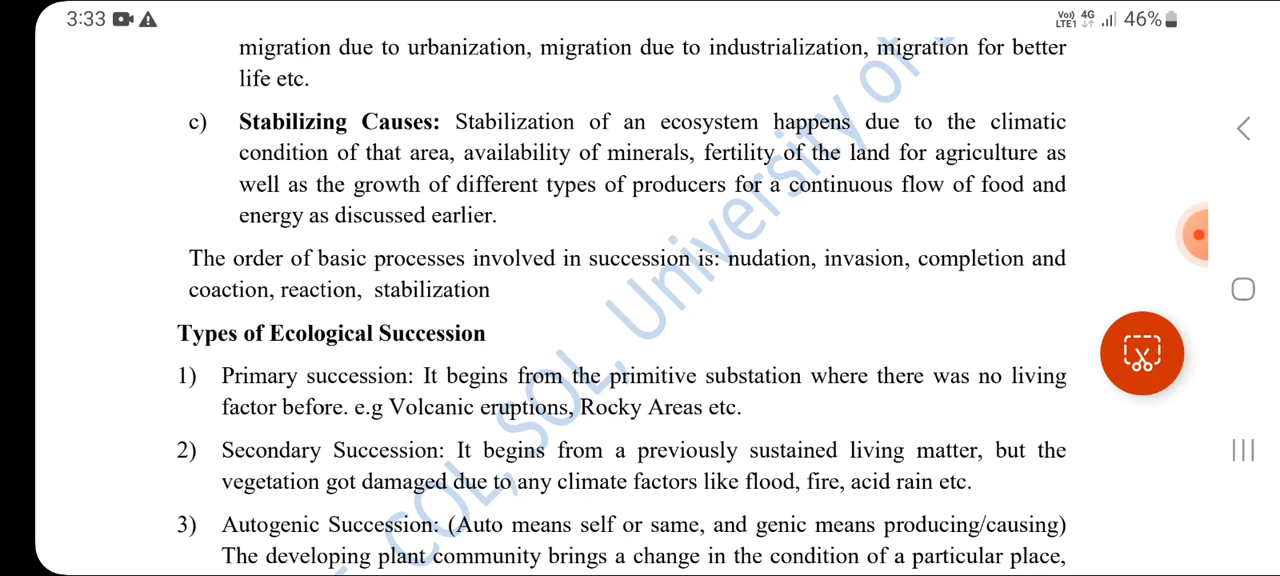 3:33
Vo)) 4G
LTE1
46%
migration due to urbanization, migration due to industrialization, migration for better
life etc.
c) Stabilizing Causes: Stabilization of an ecosystem happens due to the climatic
condition of that area, availability of minerals, fertility of the land for agriculture as
well as the growth of different types of producers for a continuous flow of food and
energy as discussed earlier.
The order of basic processes involved in succession is: nudation, invasion, completion and
coaction, reaction, stabilization
Types of Ecological Succession
1) Primary succession: It begins from the primitive substation where there was no living
factor before. e.g Volcanic eruptions, Rocky Areas etc.
2) Secondary Succession: It begins from a previously sustained living matter, but the
vegetation got damaged due to any climate factors like flood, fire, acid rain etc.
3) Autogenic Succession: (Auto means self or same, and genic means producing/causing)
The developing plant community brings a change in the condition of a particular place,
COL, SOL, University of